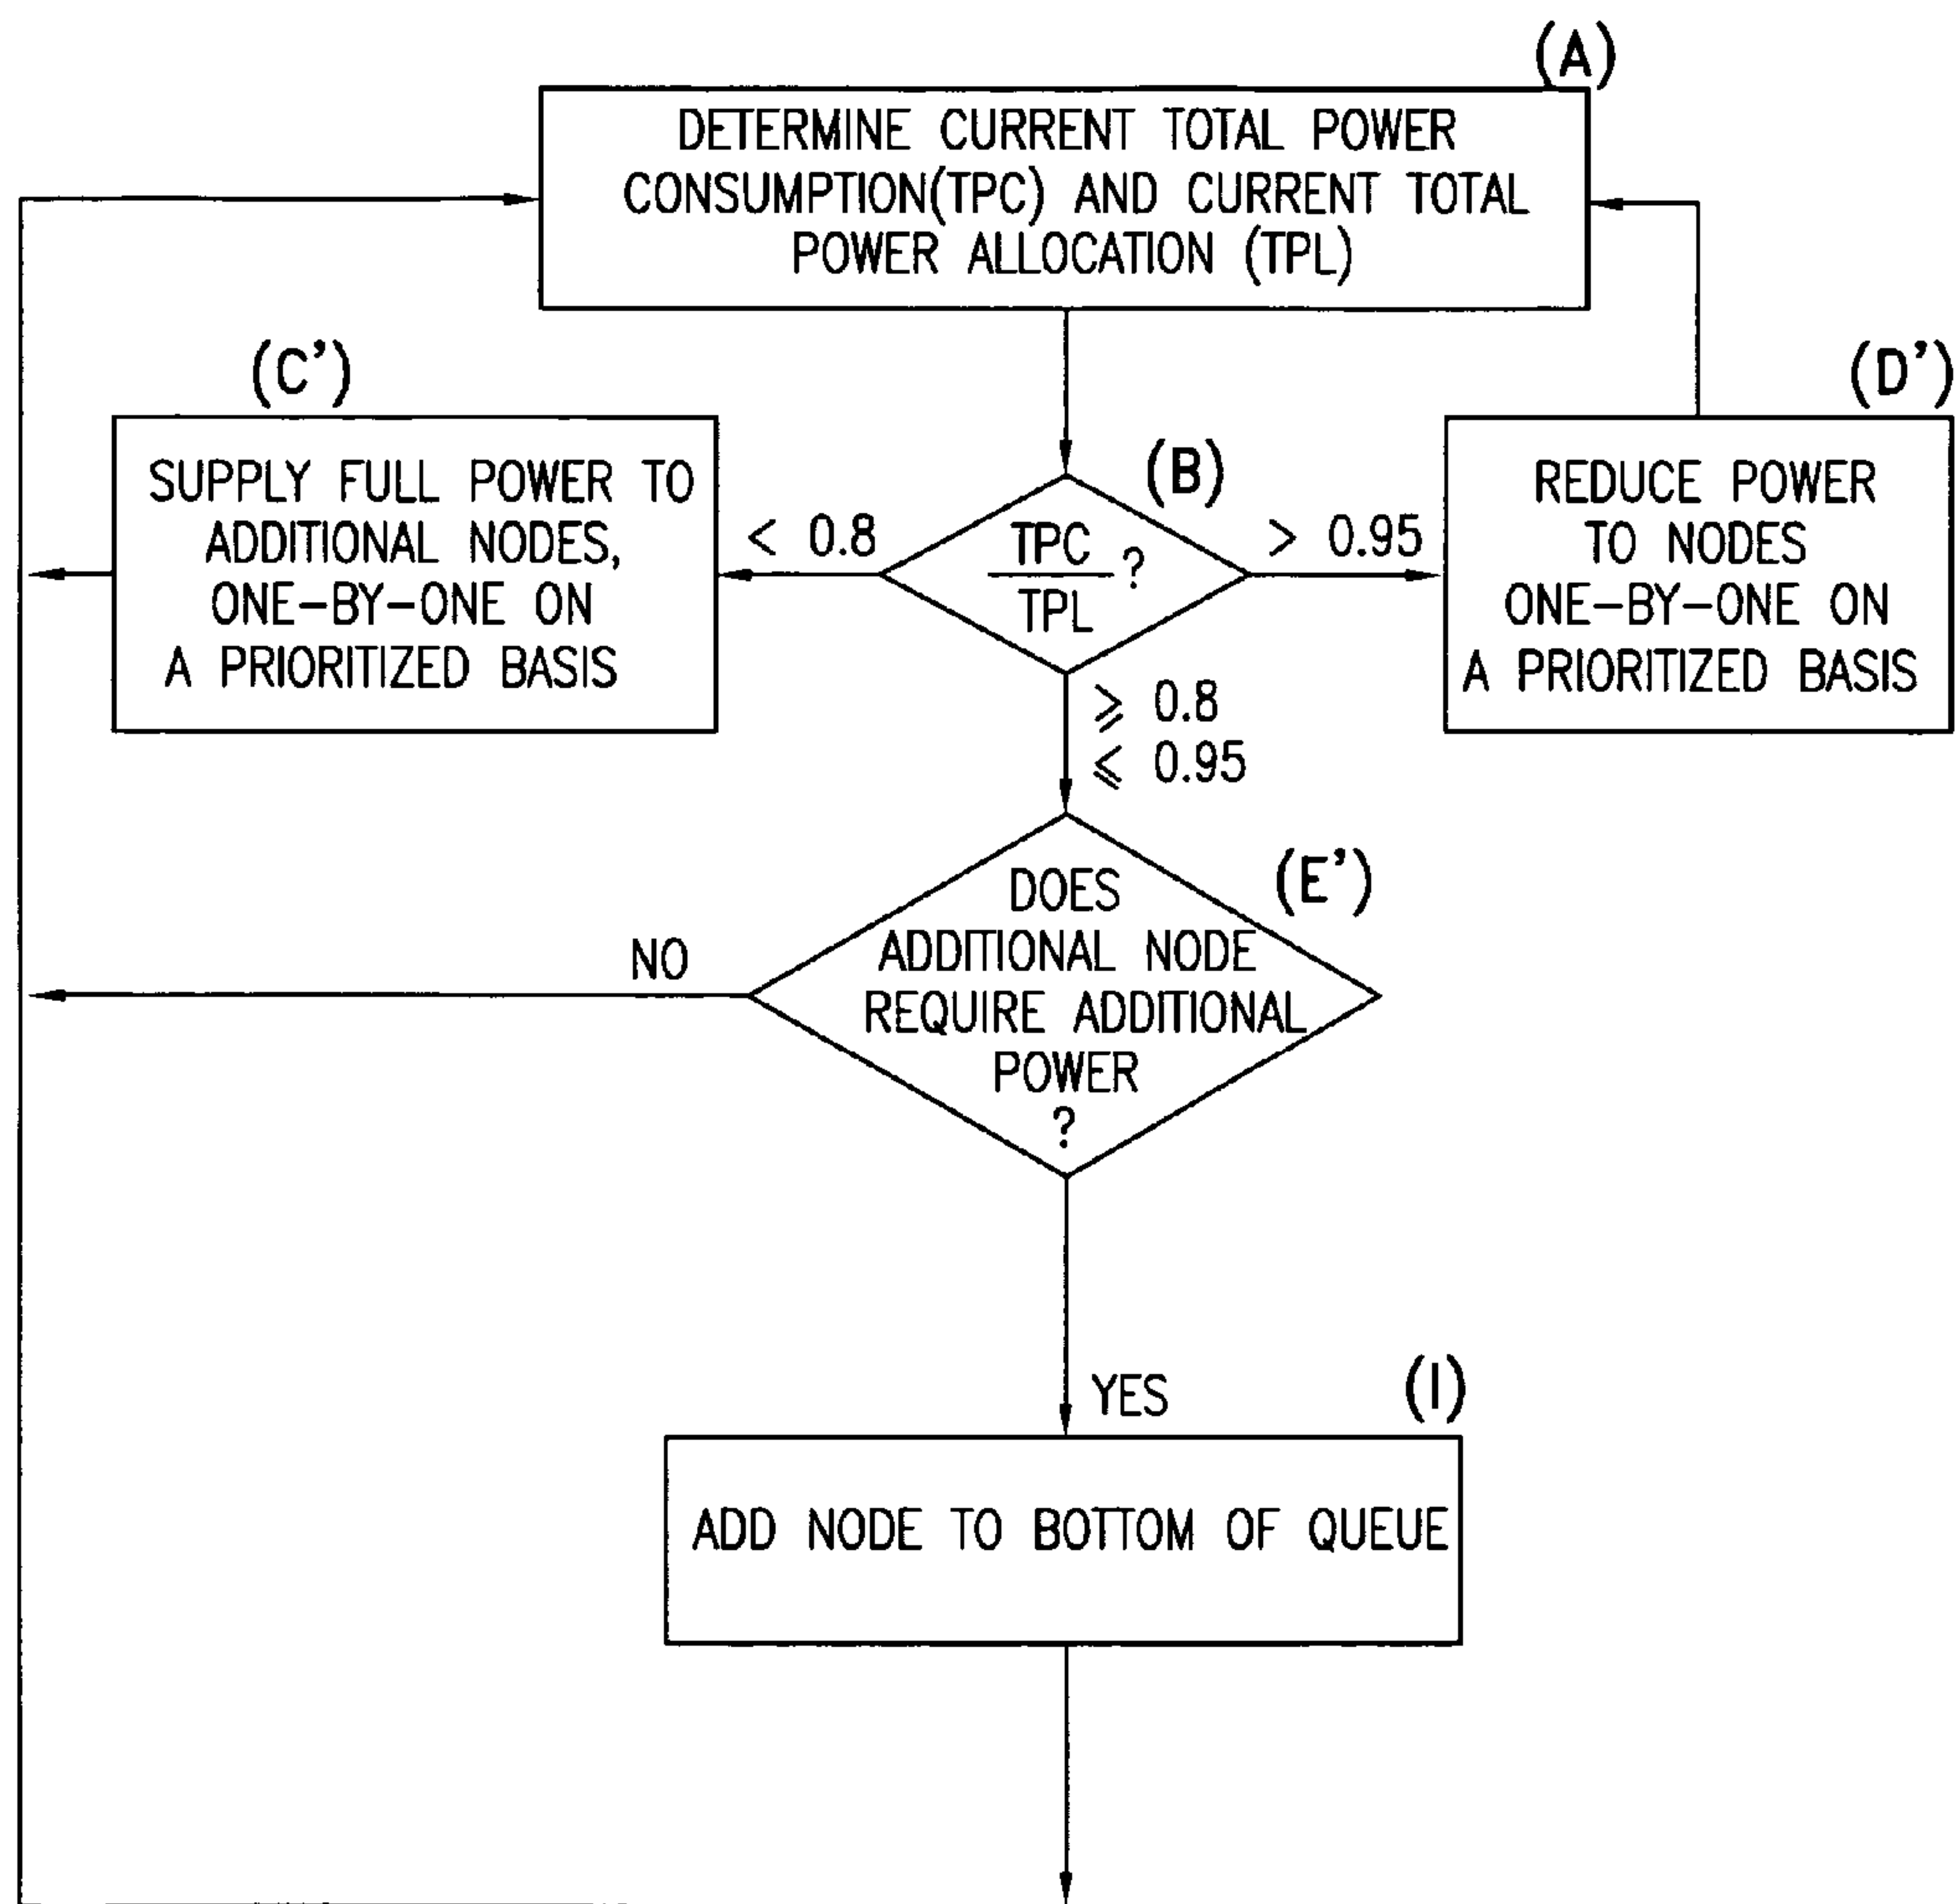 (A)
DETERMINE CURRENT TOTAL POWER
CONSUMPTION(TPC) AND CURRENT TOTAL
POWER ALLOCATION (TPL)
(C')
SUPPLY FULL POWER TO
ADDITIONAL NODES,
ONE-BY-ONE ON
A PRIORITIZED BASIS
< 0.8
(B)
TPC
?
TPL
> 0.95
(D')
REDUCE POWER
TO NODES
ONE-BY-ONE ON
A PRIORITIZED BASIS
⩾ 0.8
⩽ 0.95
(E')
DOES
ADDITIONAL NODE
REQUIRE ADDITIONAL
POWER
?
NO
YES
(I)
ADD NODE TO BOTTOM OF QUEUE